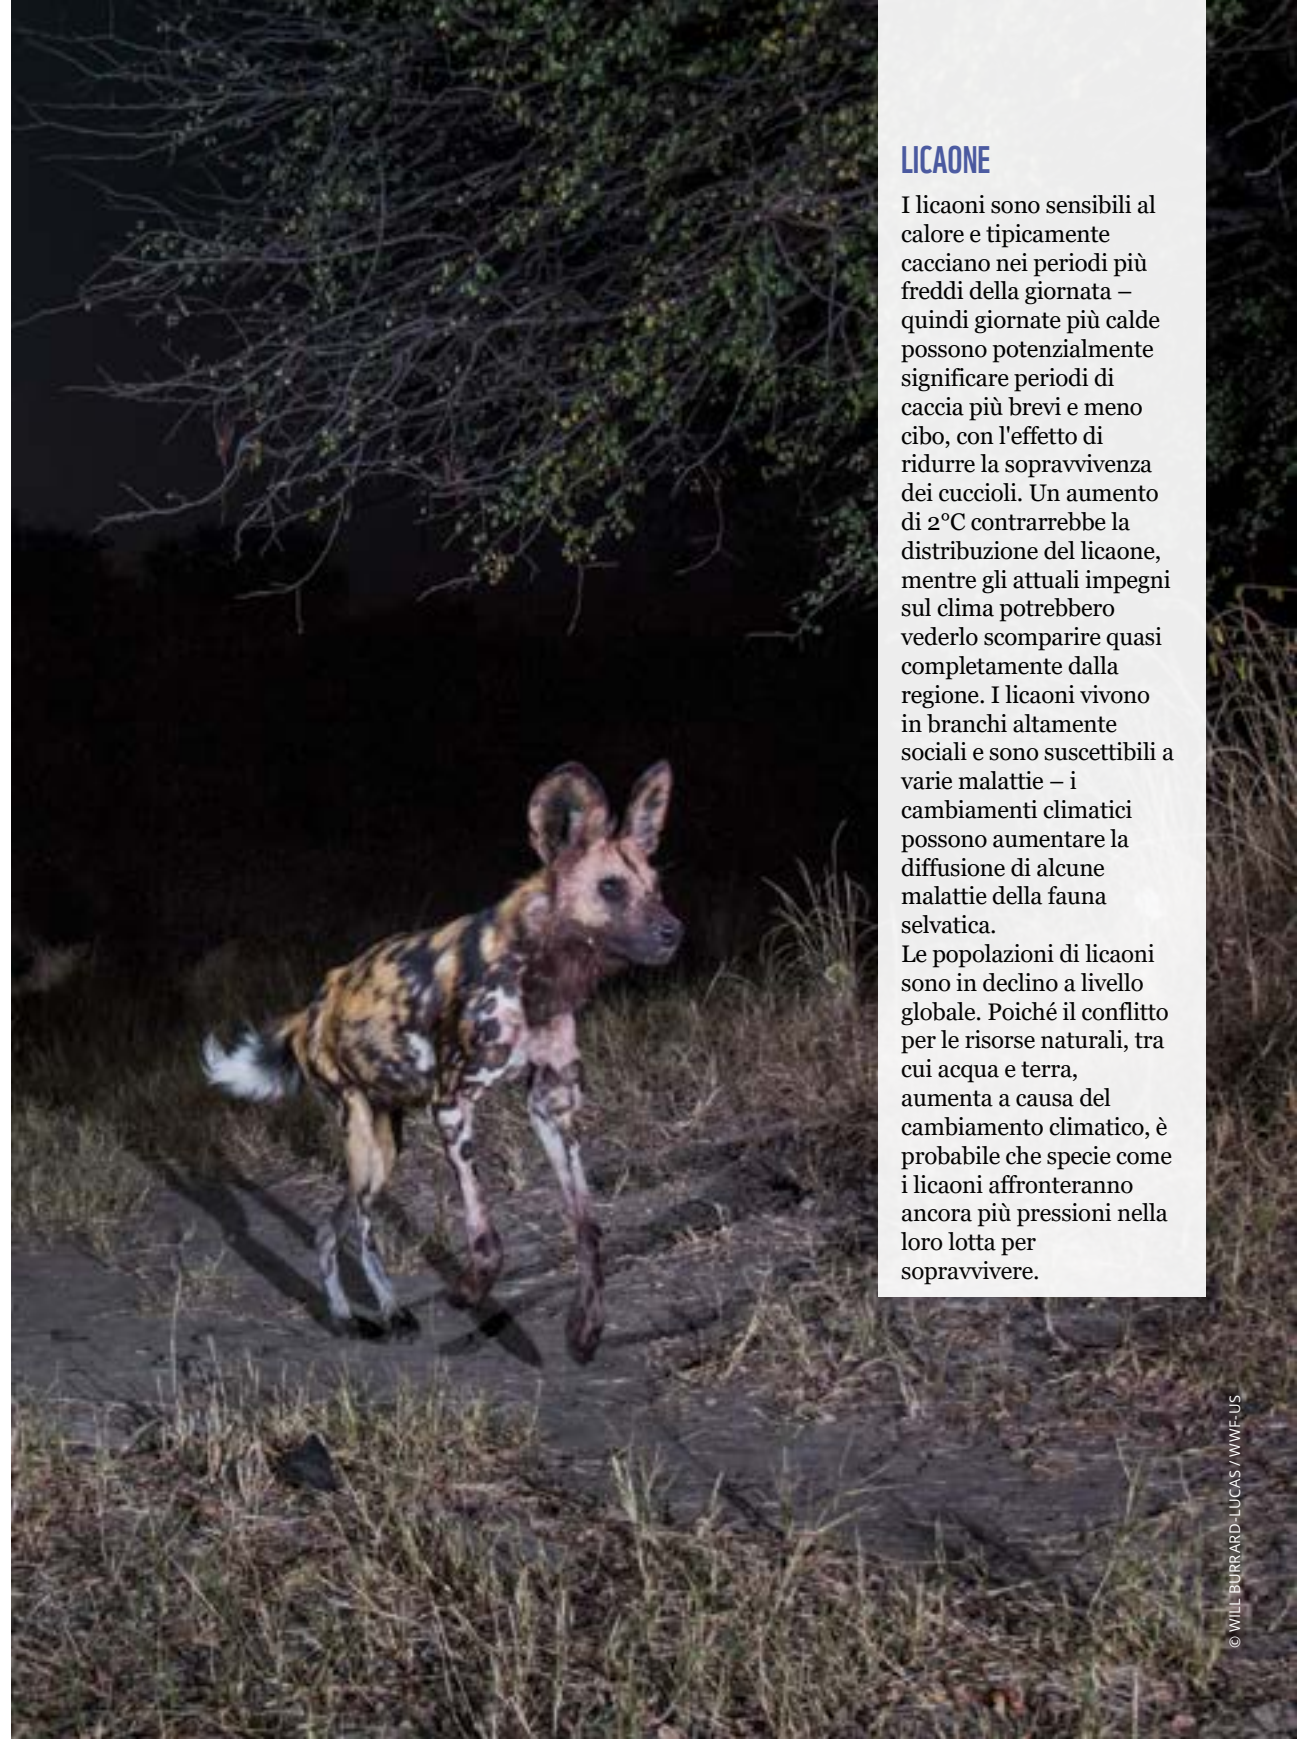 LICAONE
I licaoni sono sensibili al
calore e tipicamente
cacciano nei periodi più
freddi della giornata –
quindi giornate più calde
possono potenzialmente
significare periodi di
caccia più brevi e meno
cibo, con l'effetto di
ridurre la sopravvivenza
dei cuccioli. Un aumento
di 2°C contrarrebbe la
distribuzione del licaone,
mentre gli attuali impegni
sul clima potrebbero
vederlo scomparire quasi
completamente dalla
regione. I licaoni vivono
in branchi altamente
sociali e sono suscettibili a
varie malattie – i
cambiamenti climatici
possono aumentare la
diffusione di alcune
malattie della fauna
selvatica.
Le popolazioni di licaoni
sono in declino a livello
globale. Poiché il conflitto
per le risorse naturali, tra
cui acqua e terra,
aumenta a causa del
cambiamento climatico, è
probabile che specie come
i licaoni affronteranno
ancora più pressioni nella
loro lotta per
sopravvivere.
© WILL BURRARD-LUCAS / WWF-US